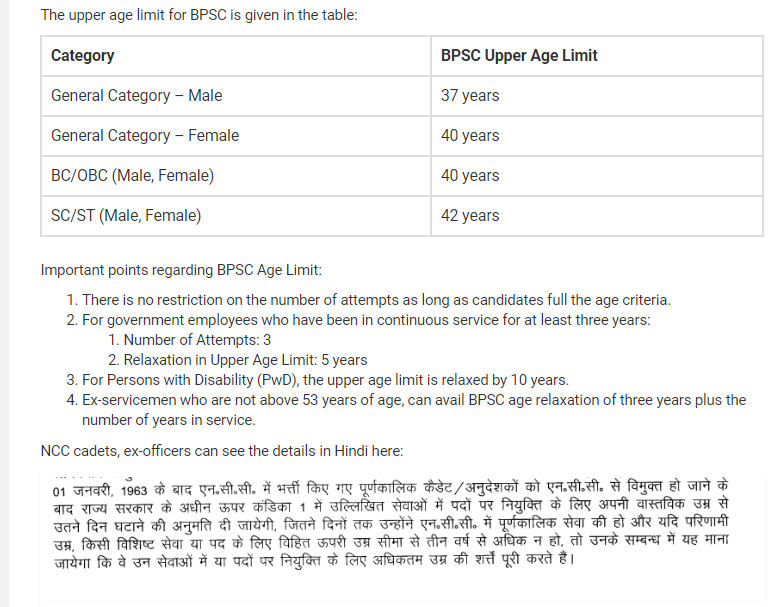 The upper age limit for BPSC is given in the table:
Category BPSC Upper Age Limit
General Category – Male 37 years
General Category – Female 40 years
BC/OBC (Male, Female) 40 years
SC/ST (Male, Female) 42 years
Important points regarding BPSC Age Limit:
1. There is no restriction on the number of attempts as long as candidates full the age criteria.
2. For government employees who have been in continuous service for at least three years:
1. Number of Attempts: 3
2. Relaxation in Upper Age Limit: 5 years
3. For Persons with Disability (PwD), the upper age limit is relaxed by 10 years.
4. Ex-servicemen who are not above 53 years of age, can avail BPSC age relaxation of three years plus the
number of years in service.
NCC cadets, ex-officers can see the details in Hindi here:
01 जनवरी, 1963 के बाद एन.सी.सी. में भर्ती किए गए पूर्णकालिक कैडेट/अनुदेशकों को एन.सी.सी. से विमुक्त हो जाने के
बाद राज्य सरकार के अधीन ऊपर कंडिका 1 में उल्लिखित सेवाओं में पदों पर नियुक्ति के लिए अपनी वास्तविक उम्र से
उतने दिन घटाने की अनुमति दी जायेगी, जितने दिनों तक उन्होंने एन.सी.सी. में पूर्णकालिक सेवा की हो और यदि परिणामी
उम्र, किसी विशिष्ट सेवा या पद के लिए विहित ऊपरी उम्र सीमा से तीन वर्ष से अधिक न हो, तो उनके सम्बन्ध में यह माना
जायेगा कि वे उन सेवाओं में या पदों पर नियुक्ति के लिए अधिकतम उम्र की शर्त्तें पूरी करते हैं।